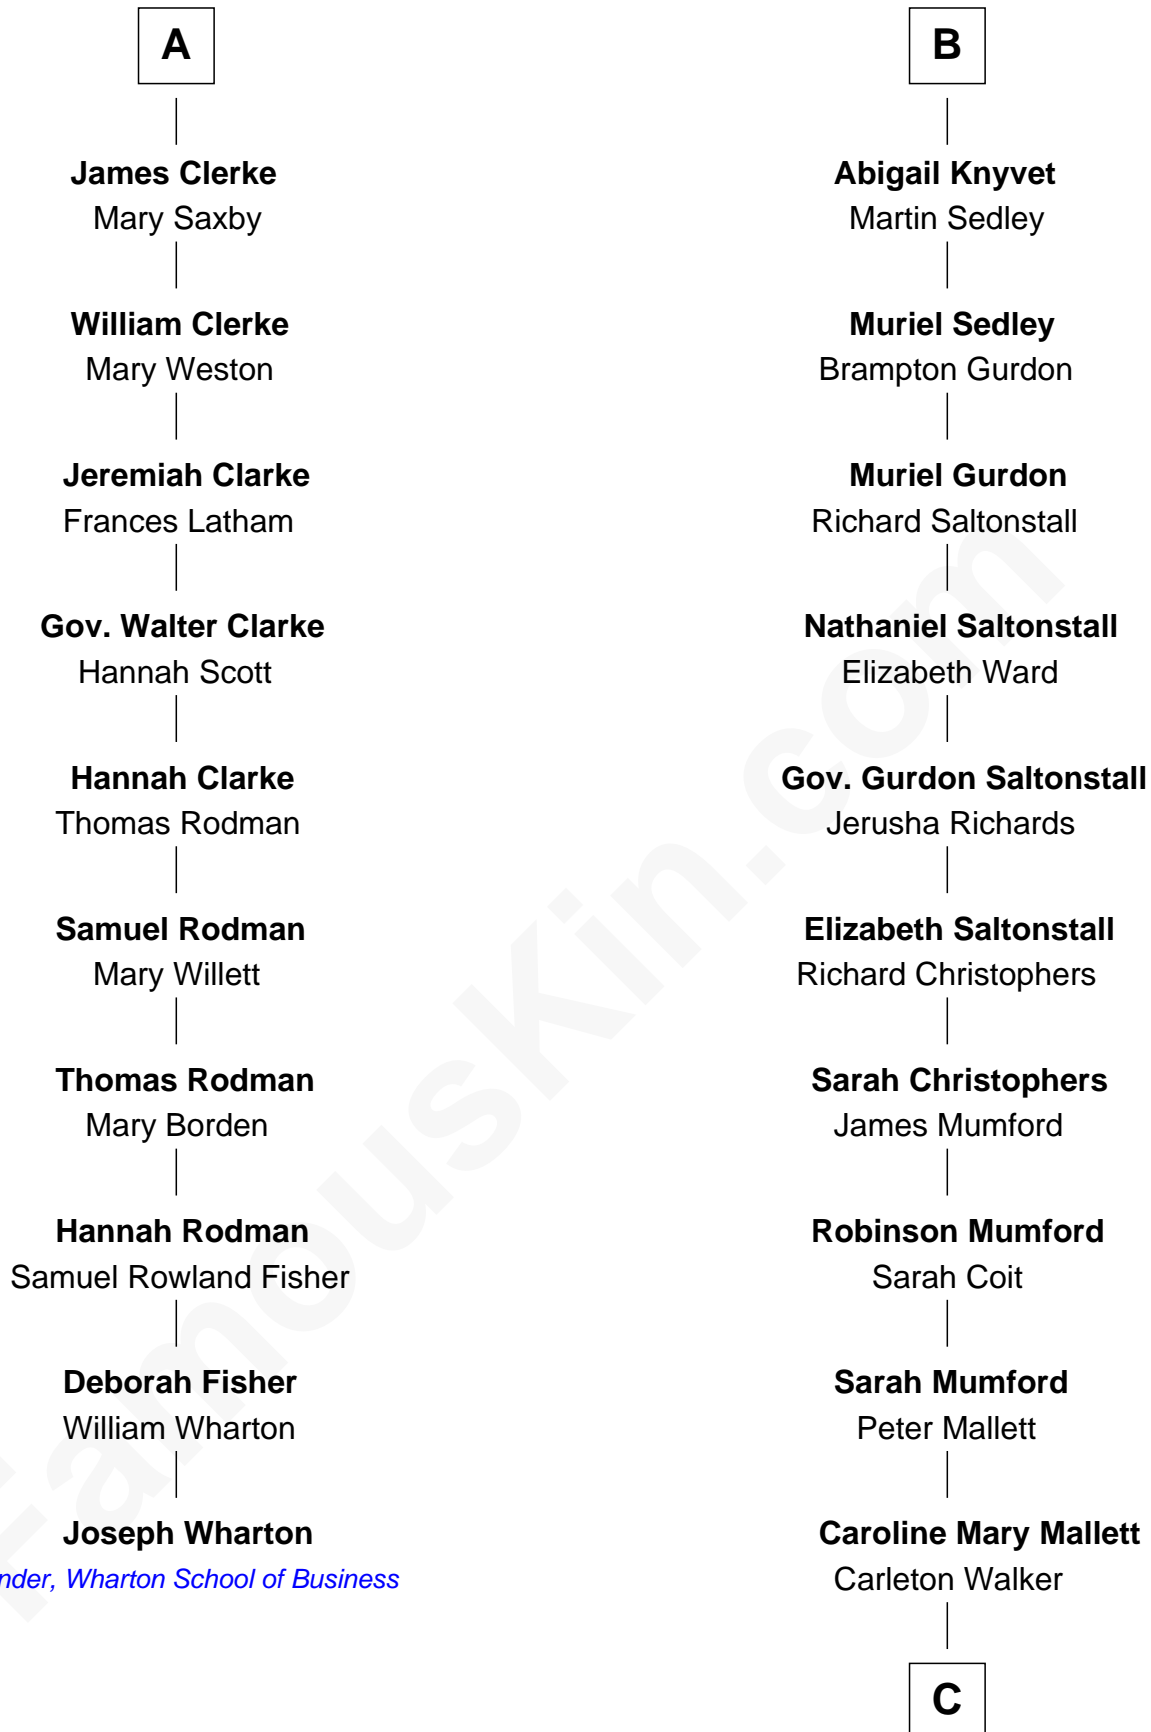 A
James Clerke
Mary Saxby
William Clerke
Mary Weston
Jeremiah Clarke
Frances Latham
Gov. Walter Clarke
Hannah Scott
Hannah Clarke
Thomas Rodman
Samuel Rodman
Mary Willett
Thomas Rodman
Mary Borden
Hannah Rodman
Samuel Rowland Fisher
Deborah Fisher
William Wharton
Joseph Wharton
nder, Wharton School of Business
B
Abigail Knyvet
Martin Sedley
Muriel Sedley
Brampton Gurdon
Muriel Gurdon
Richard Saltonstall
Nathaniel Saltonstall
Elizabeth Ward
Gov. Gurdon Saltonstall
Jerusha Richards
Elizabeth Saltonstall
Richard Christophers
Sarah Christophers
James Mumford
Robinson Mumford
Sarah Coit
Sarah Mumford
Peter Mallett
Caroline Mary Mallett
Carleton Walker
C
FamousKin.com